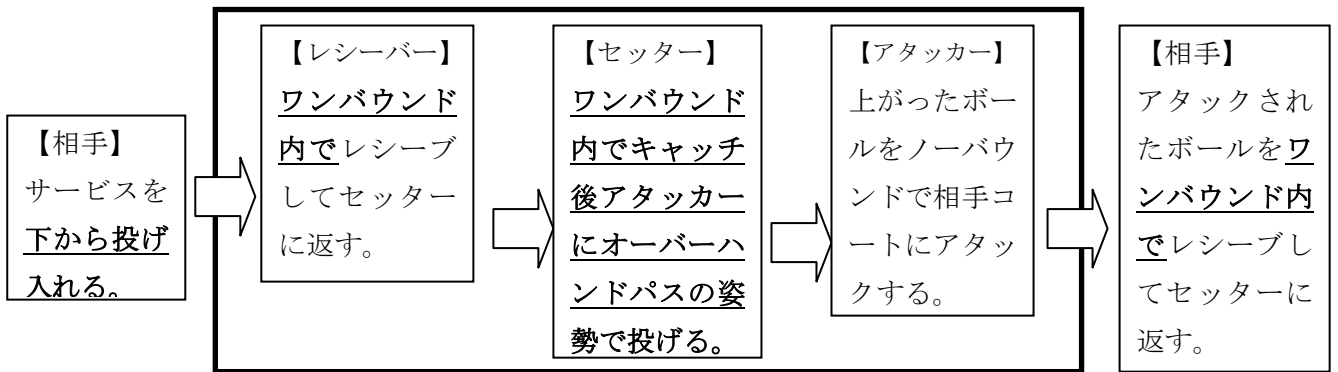 【相手】
サービスを
下から投げ
入れる。
【レシーバー】
ワンバウンド
内でレシーブ
してセッター
に返す。
【セッター】
ワンバウンド
内でキャッチ
後アタッカー
にオーバーハ
ンドパスの姿
勢で投げる。
【アタッカー】
上がったボー
ルをノーバウ
ンドで相手コ
ートにアタッ
クする。
【相手】
アタックされ
たボールをワ
ンバウンド内
でレシーブし
てセッターに
返す。